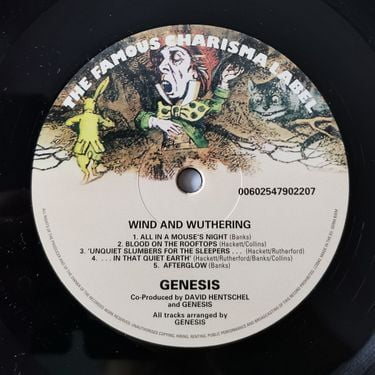 THE FAMOUS CHARISMA LABEL
00602547902207
WIND AND WUTHERING
1. ALL IN A MOUSE'S NIGHT (Banks)
2. BLOOD ON THE ROOFTOPS (Hackett/Collins)
3. 'UNQUIET SLUMBERS FOR THE SLEEPERS . . . (Hackett/Rutherford)
4. . . . IN THAT QUIET EARTH' (Hackett/Rutherford/Banks/Collins)
5. AFTERGLOW (Banks)
GENESIS
Co-Produced by DAVID HENTSCHEL
and GENESIS
All tracks arranged by
GENESIS